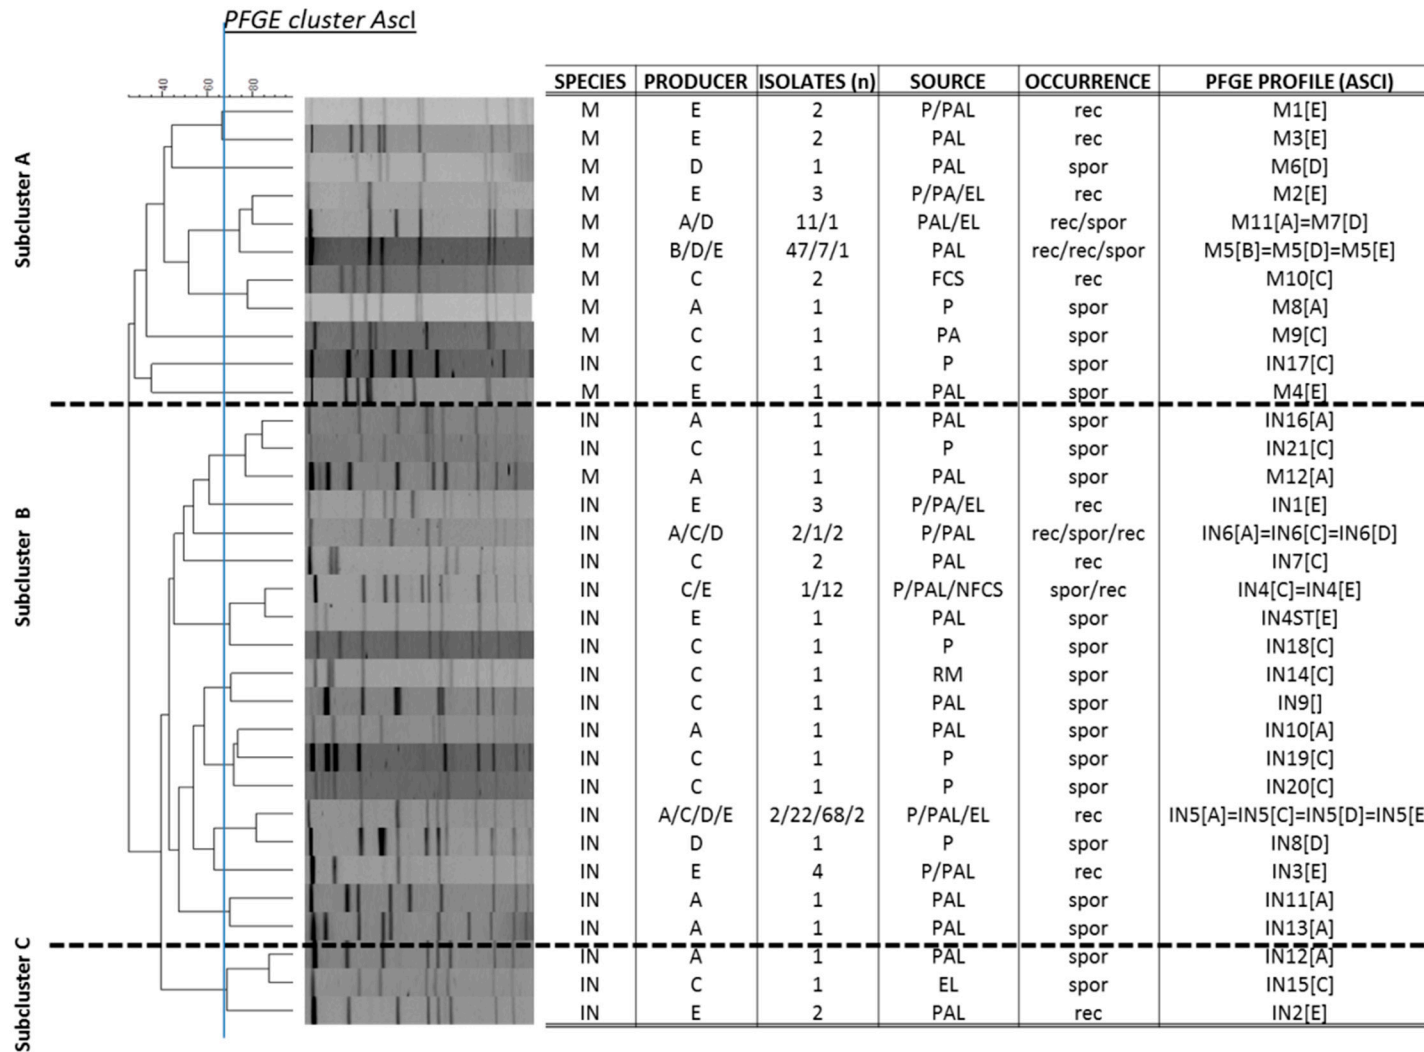 PFGE cluster AscI
-40
-60
-80
SPECIES PRODUCER ISOLATES (n) SOURCE OCCURRENCE PFGE PROFILE (ASCI)
Subcluster A
M E 2 P/PAL rec M1[E]
M E 2 PAL rec M3[E]
M D 1 PAL spor M6[D]
M E 3 P/PA/EL rec M2[E]
M A/D 11/1 PAL/EL rec/spor M11[A]=M7[D]
M B/D/E 47/7/1 PAL rec/rec/spor M5[B]=M5[D]=M5[E]
M C 2 FCS rec M10[C]
M A 1 P spor M8[A]
M C 1 PA spor M9[C]
IN C 1 P spor IN17[C]
M E 1 PAL spor M4[E]
Subcluster B
IN A 1 PAL spor IN16[A]
IN C 1 P spor IN21[C]
M A 1 PAL spor M12[A]
IN E 3 P/PA/EL rec IN1[E]
IN A/C/D 2/1/2 P/PAL rec/spor/rec IN6[A]=IN6[C]=IN6[D]
IN C 2 PAL rec IN7[C]
IN C/E 1/12 P/PAL/NFCS spor/rec IN4[C]=IN4[E]
IN E 1 PAL spor IN4ST[E]
IN C 1 P spor IN18[C]
IN C 1 RM spor IN14[C]
IN C 1 PAL spor IN9[]
IN A 1 PAL spor IN10[A]
IN C 1 P spor IN19[C]
IN C 1 P spor IN20[C]
IN A/C/D/E 2/22/68/2 P/PAL/EL rec IN5[A]=IN5[C]=IN5[D]=IN5[E
IN D 1 P spor IN8[D]
IN E 4 P/PAL rec IN3[E]
IN A 1 PAL spor IN11[A]
IN A 1 PAL spor IN13[A]
Subcluster C
IN A 1 PAL spor IN12[A]
IN C 1 EL spor IN15[C]
IN E 2 PAL rec IN2[E]